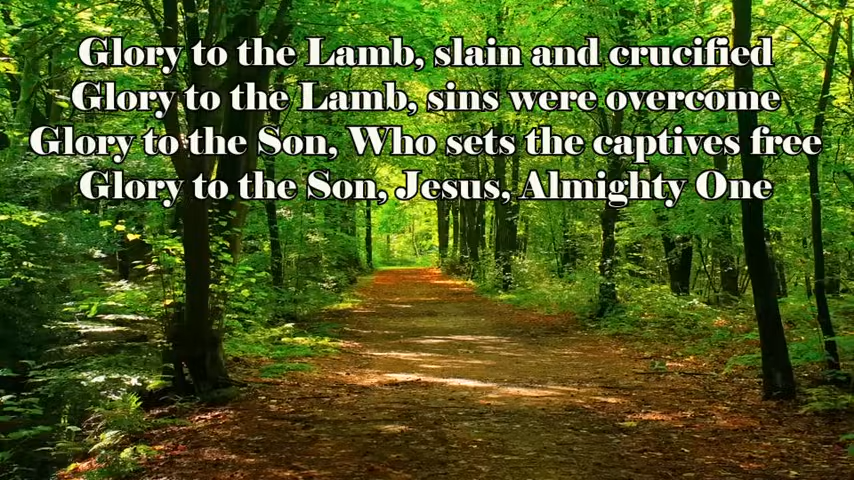 Glory to the Lamb, slain and crucified
Glory to the Lamb, sins were overcome
Glory to the Son, Who sets the captives free
Glory to the Son, Jesus, Almighty One